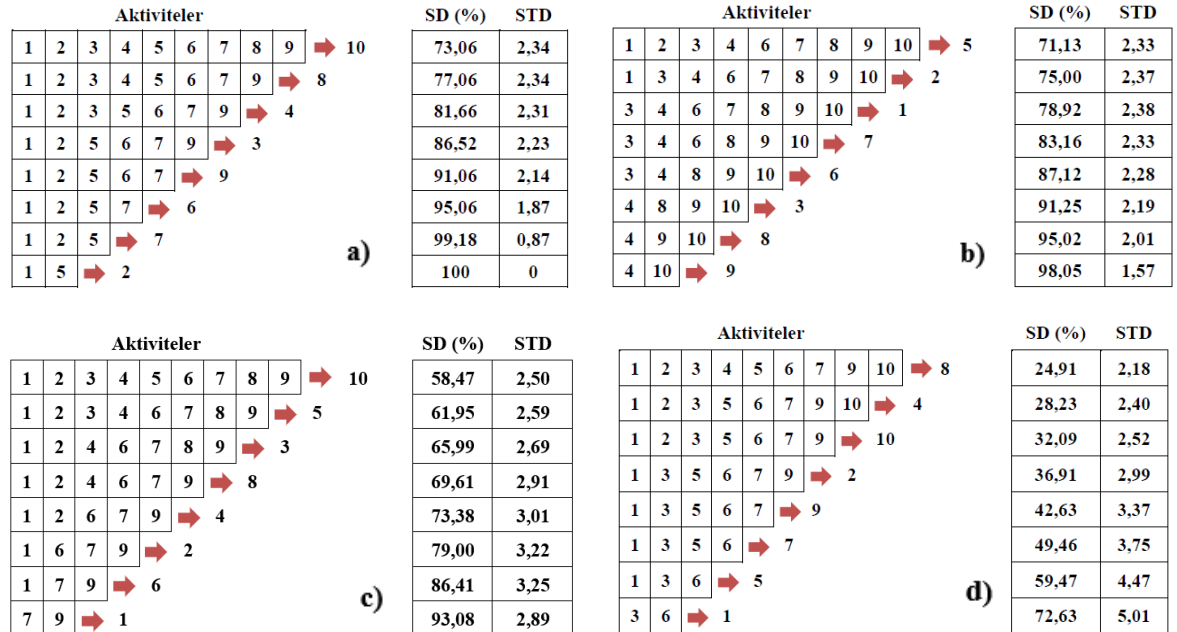 Aktiviteler SD (%) STD
1 2 3 4 5 6 7 8 9 10 73,06 2,34
1 2 3 4 5 6 7 9 8 77,06 2,34
1 2 3 5 6 7 9 4 81,66 2,31
1 2 5 6 7 9 3 86,52 2,23
1 2 5 6 7 9 91,06 2,14
1 2 5 7 6 95,06 1,87
1 2 5 7 99,18 0,87
a)
1 5 2 100 0
Aktiviteler SD (%) STD
1 2 3 4 6 7 8 9 10 5 71,13 2,33
1 3 4 6 7 8 9 10 2 75,00 2,37
3 4 6 7 8 9 10 1 78,92 2,38
3 4 6 8 9 10 7 83,16 2,33
3 4 8 9 10 6 87,12 2,28
4 8 9 10 3 91,25 2,19
4 9 10 8 95,02 2,01
b)
4 10 9 98,05 1,57
Aktiviteler SD (%) STD
1 2 3 4 5 6 7 8 9 10 58,47 2,50
1 2 3 4 6 7 8 9 5 61,95 2,59
1 2 4 6 7 8 9 3 65,99 2,69
1 2 4 6 7 9 8 69,61 2,91
1 2 6 7 9 4 73,38 3,01
1 6 7 9 2 79,00 3,22
1 7 9 6 86,41 3,25
c)
7 9 1 93,08 2,89
Aktiviteler SD (%) STD
1 2 3 4 5 6 7 9 10 8 24,91 2,18
1 2 3 5 6 7 9 10 4 28,23 2,40
1 2 3 5 6 7 9 10 32,09 2,52
1 3 5 6 7 9 2 36,91 2,99
1 3 5 6 7 9 42,63 3,37
1 3 5 6 7 49,46 3,75
1 3 6 5 59,47 4,47
d)
3 6 1 72,63 5,01